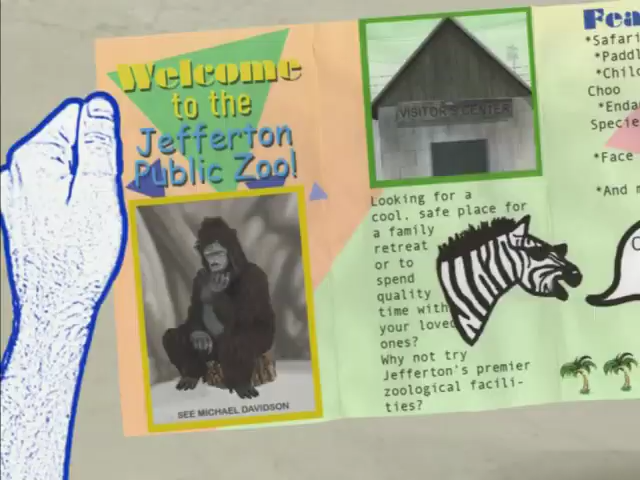 Welcome
to the
Jefferton
Public Zoo!
SEE MICHAEL DAVIDSON
VISITOR'S CENTER
Looking for a
cool, safe place for
a family
retreat
or to
spend
quality
time with
your loved
ones?
Why not try
Jefferton's premier
zoological facili-
ties?
Fea
*Safari
*Paddl
*Chil
Choo
*Enda
Specie
*Face
*And